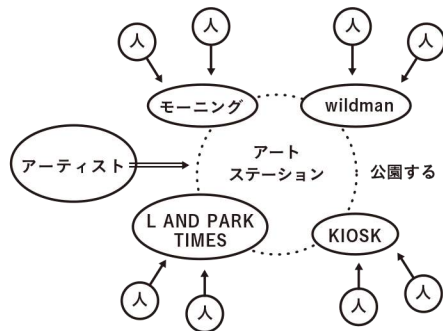 人
人
人
人
モーニング
wildman
アート
ステーション
アーティスト
公園する
L AND PARK
TIMES
KIOSK
人
人
人
人